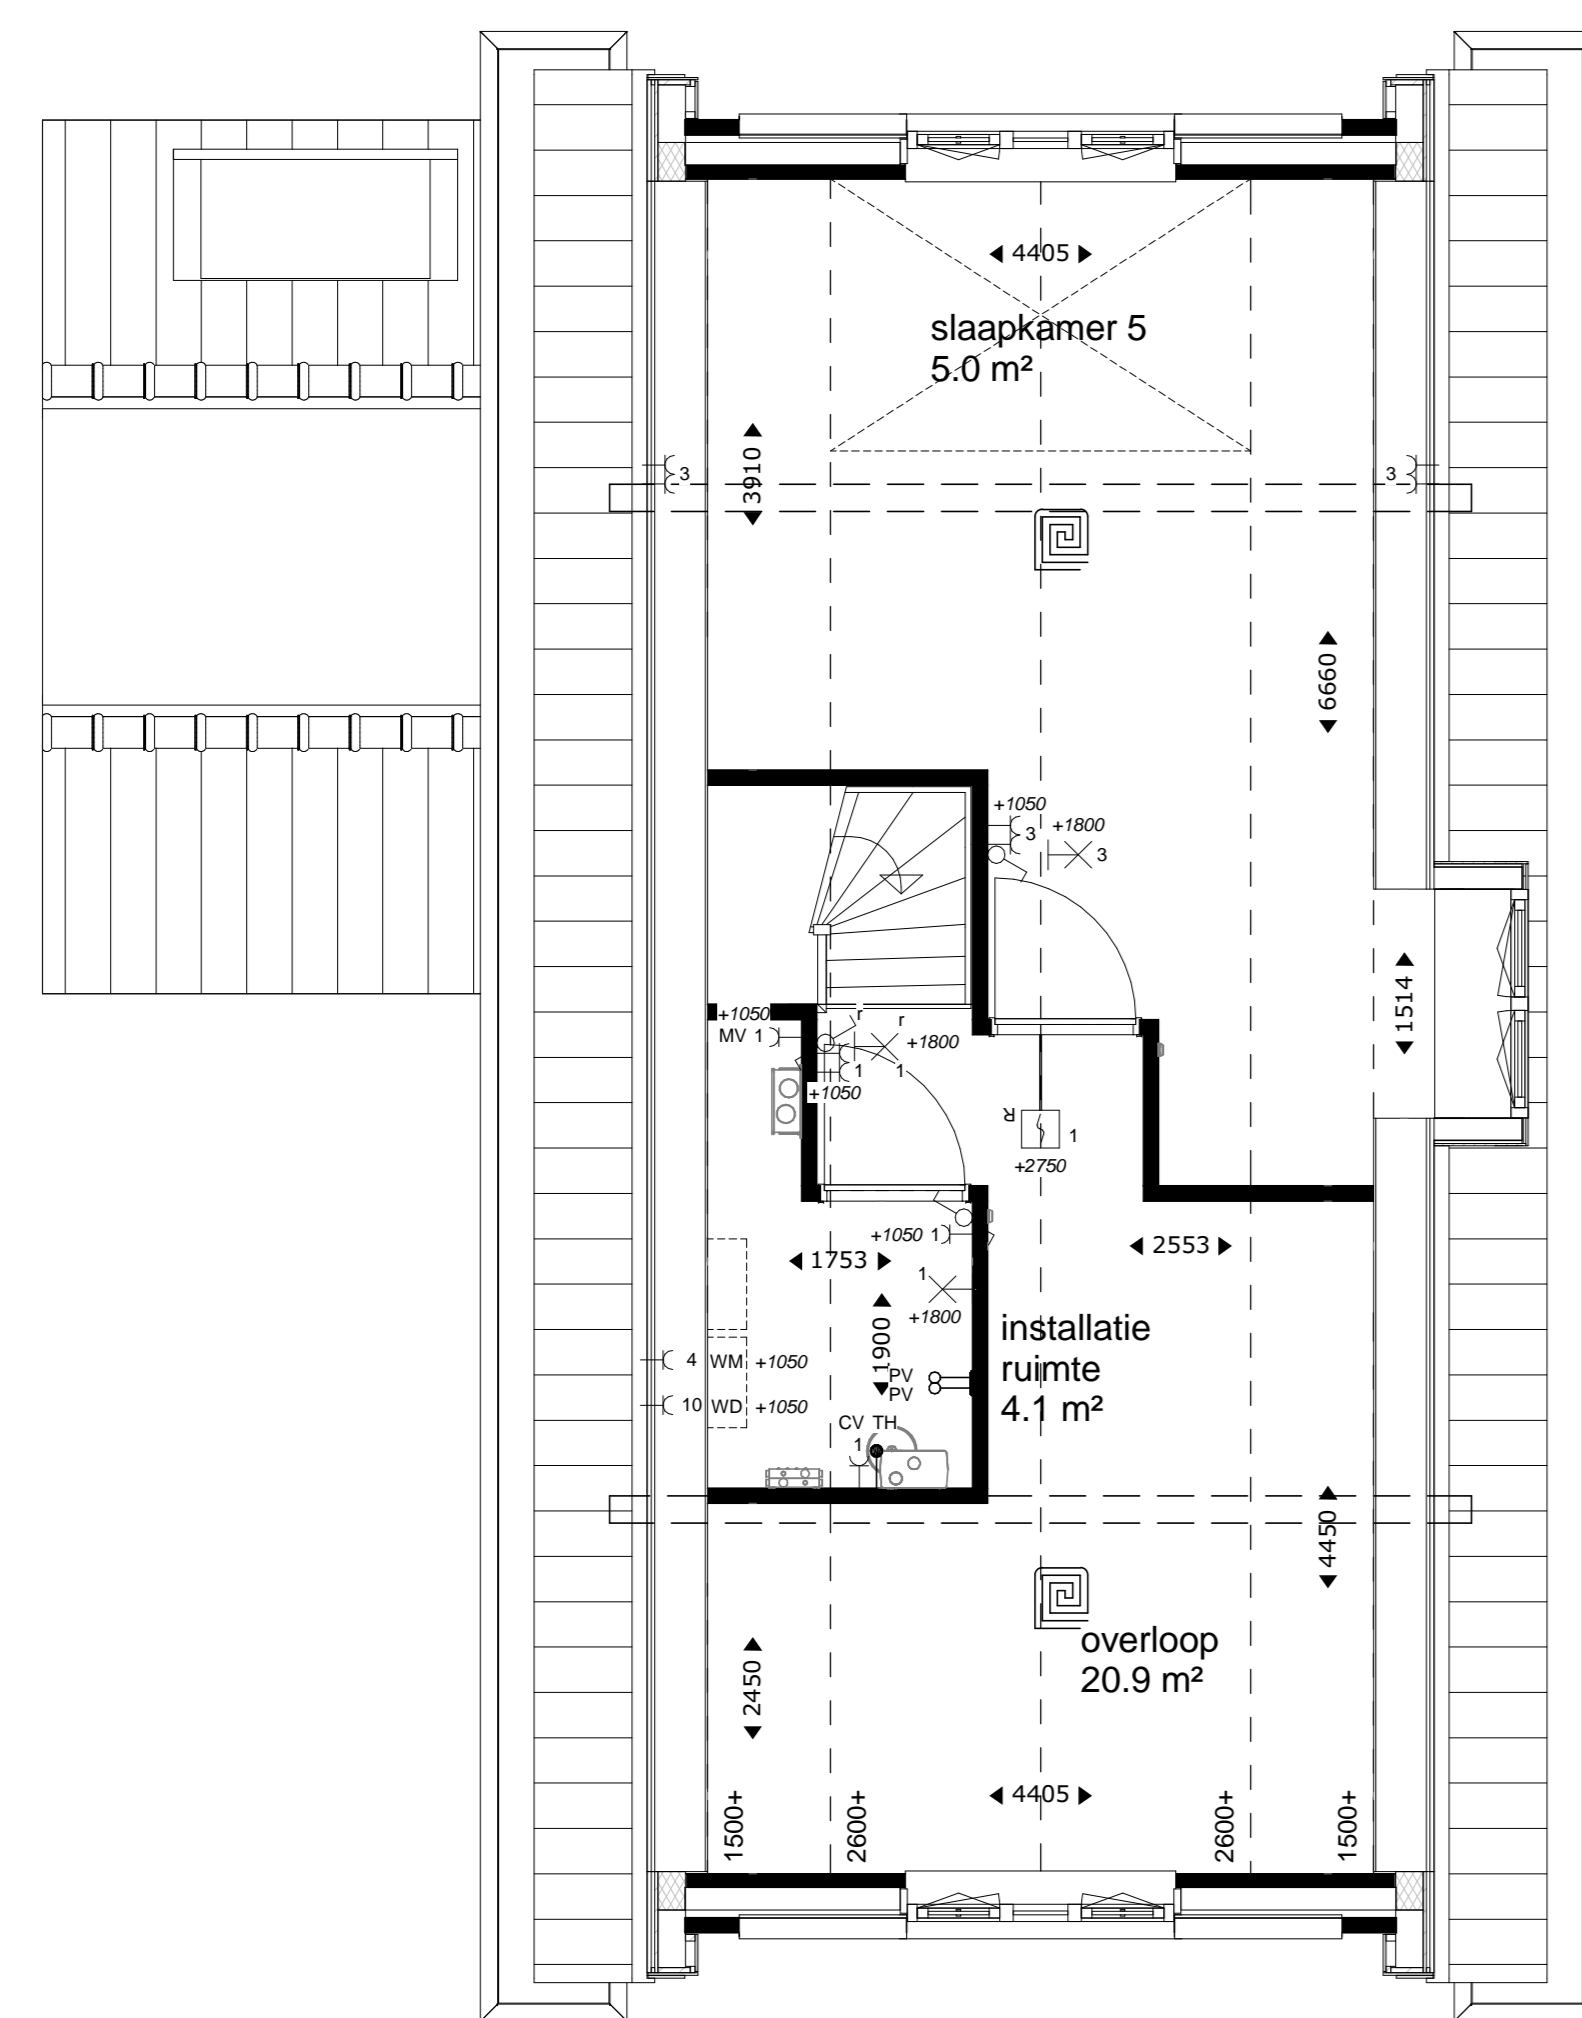 4405
slaapkamer 5
5.0 m²
3910
3
3
6660
+1050
3
+1800
3
1514
+1050
MV 1
r
r
+1800
1
1
+1050
R
1
+2750
+1050 1
1753
2553
1
+1800
1900
installatie
ruimte
4.1 m²
4 WM +1050
PV
PV
10 WD +1050
CV TH
1
4450
overloop
20.9 m²
2450
4405
1500+
2600+
2600+
1500+